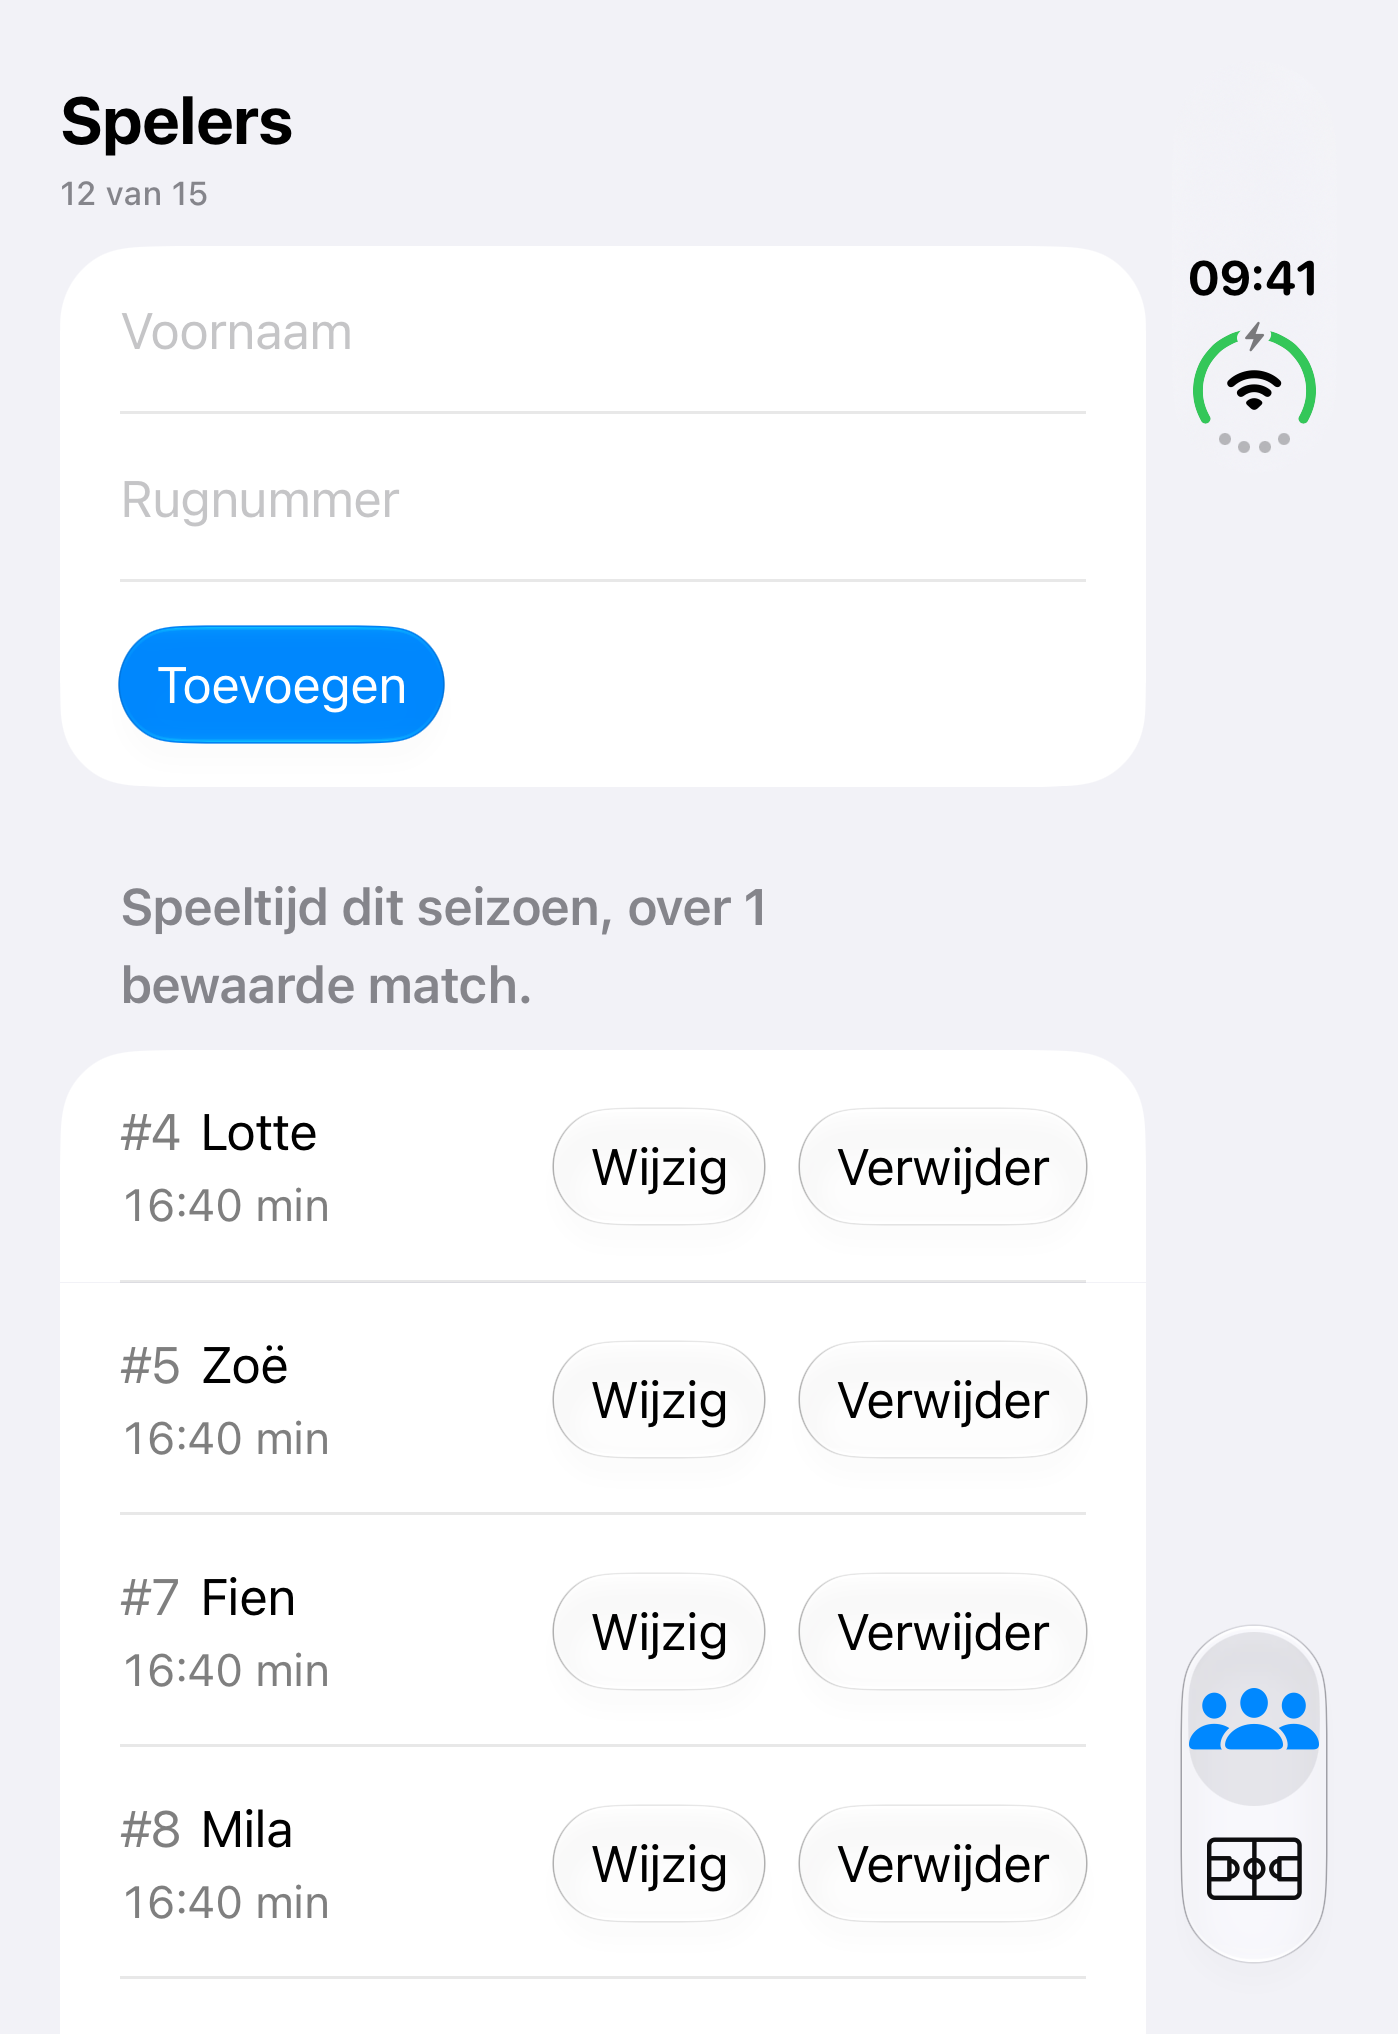 Spelers
12 van 15
09:41
Voornaam
Rugnummer
Toevoegen
Speeltijd dit seizoen, over 1
bewaarde match.
#4 Lotte
16:40 min
Wijzig
Verwijder
#5 Zoë
16:40 min
Wijzig
Verwijder
#7 Fien
16:40 min
Wijzig
Verwijder
#8 Mila
16:40 min
Wijzig
Verwijder